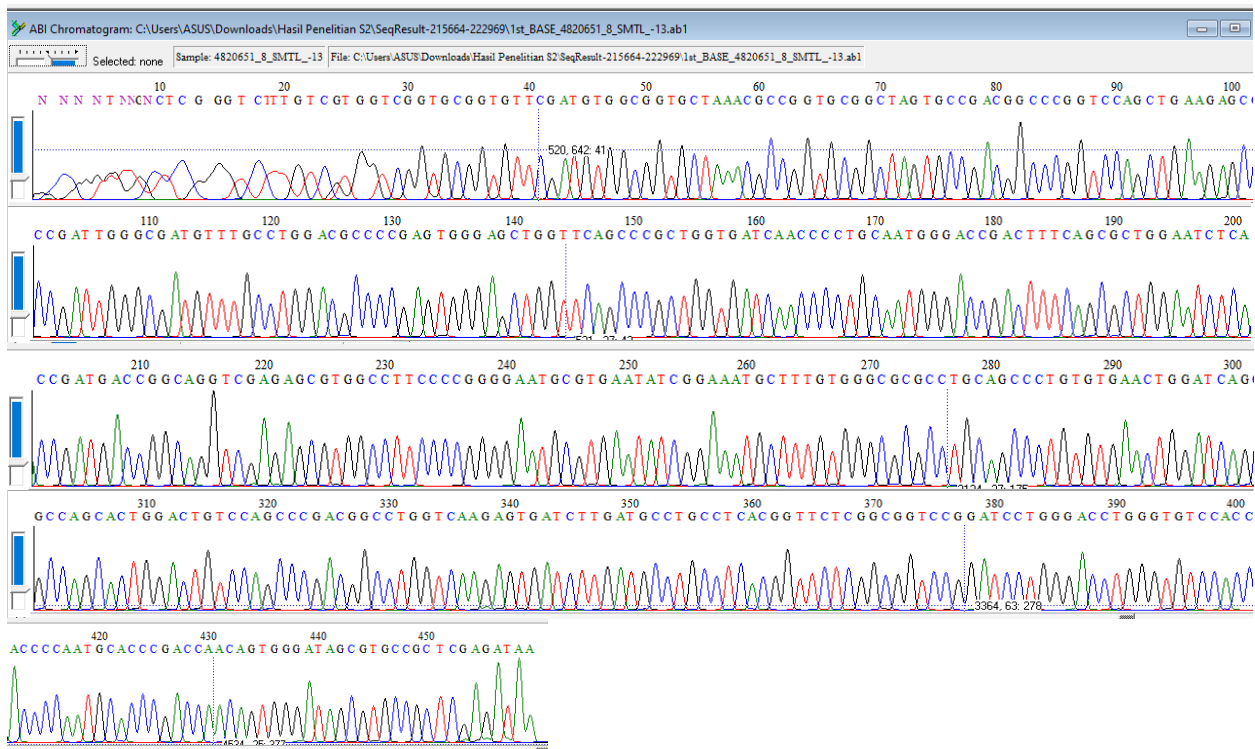 ABI Chromatogram: C:\Users\ASUS\Downloads\Hasil Penelitian S2\SeqResult-215664-222969\1st_BASE_4820651_8_SMTL_-13.ab1
Selected: none Sample: 4820651_8_SMTL_-13 File: C:\Users\ASUS\Downloads\Hasil Penelitian S2\SeqResult-215664-222969\1st_BASE_4820651_8_SMTL_-13.ab1
10 20 30 40 50 60 70 80 90 100
N N N N T N N G N C T C G G G T C T T T G T C G T G G T C G G T G C G G T G T T C G A T G T G G C G G T G C T A A A C G C C G G T G C G G C T A G T G C C G A C G G C C C G G T C C A G C T G A A G A G C
520, 642: 41
110 120 130 140 150 160 170 180 190 200
CCGATTGGGCGATGTTTGCCTGGACGCCCCGAGTGGGAGCTGGTTCAGCCCGCTGGTGATCAACCCCTGCAATGGGACCGACTTTCAGCGCTGGAATCTCA
210 220 230 240 250 260 270 280 290 300
CCGATGACCGGCAGGTCGAGAGCGTGGCCTTCCCCGGGGAATGCGTGAATATCGGAAATGCTTTGTGGGCGCGCCTGCAGCCCTGTGTGAACTGGATCAG
310 320 330 340 350 360 370 380 390 400
GCCAGCACTGGACTGTCCAGCCCGACGGCCTGGTCAAGAGTGATCTTGATGCCTGCCTCACGGTTCTCGGCGGTCCGGATCCTGGGACCTGGGTGTCCACC
3364, 63: 278
420 430 440 450
ACCCCAATGCACCCGACCAACAGTGGGATAGCGTGCCGCTCGAGATAA